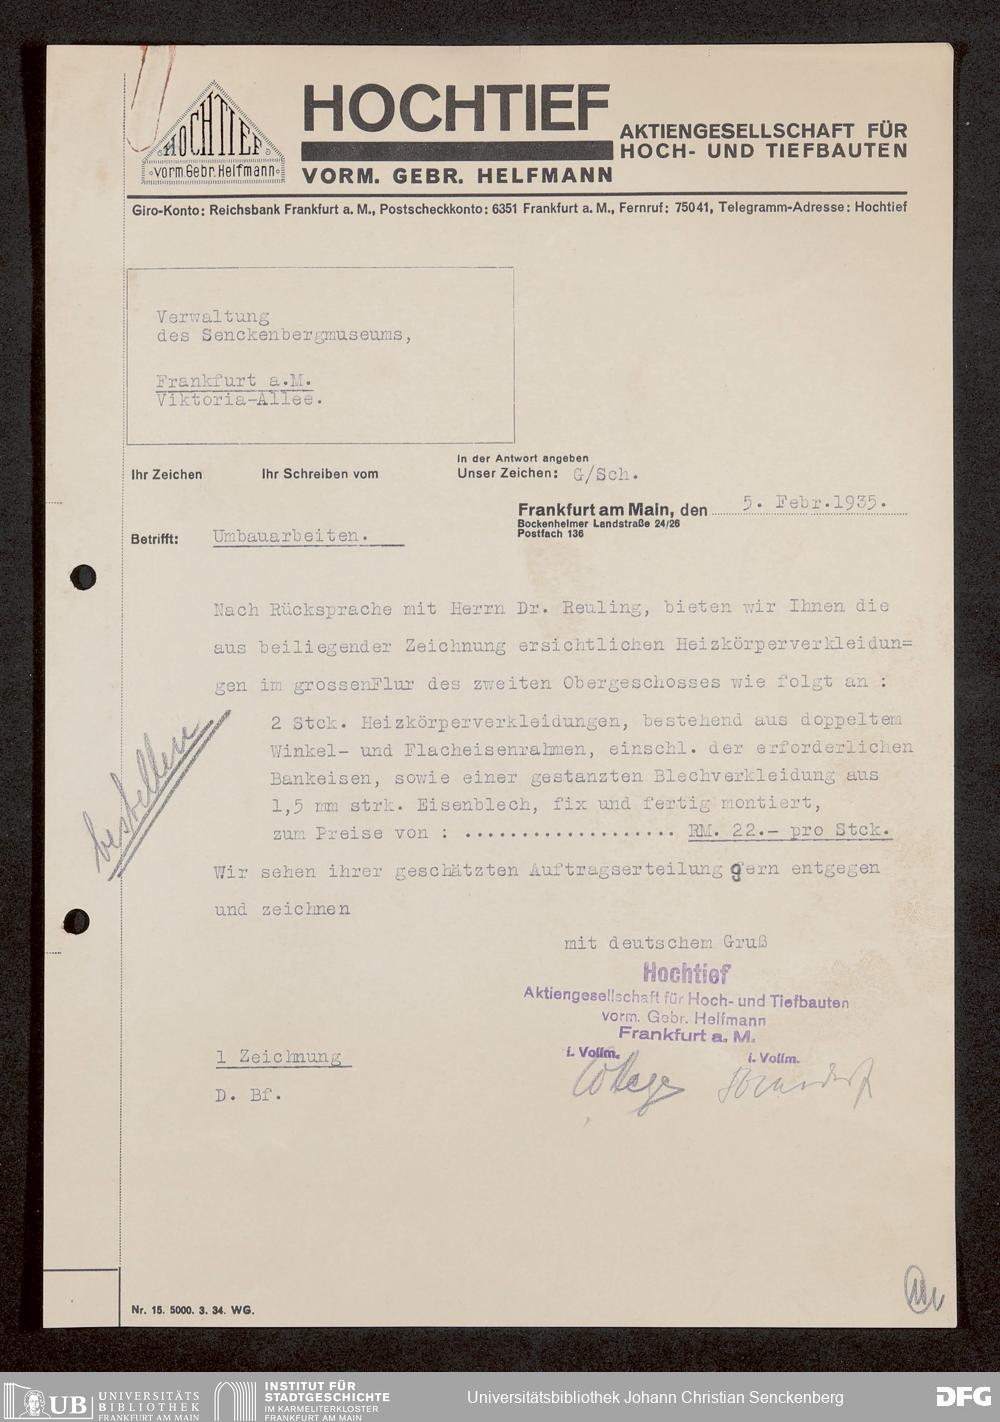 HOCHTIEF
vorm. Gebr. Helfmann
HOCHTIEF
VORM. GEBR. HELFMANN
AKTIENGESELLSCHAFT FÜR
HOCH- UND TIEFBAUTEN
Giro-Konto: Reichsbank Frankfurt a. M., Postscheckkonto: 6351 Frankfurt a. M., Fernruf: 75041, Telegramm-Adresse: Hochtief
Verwaltung
des Senckenbergmuseums,
Frankfurt a.M.
Viktoria-Allee.
Ihr Zeichen Ihr Schreiben vom
In der Antwort angeben
Unser Zeichen: G/Sch.
Frankfurt am Main, den 5. Febr.1935.
Bockenheimer Landstraße 24/26
Postfach 136
Betrifft: Umbauarbeiten.
Nach Rücksprache mit Herrn Dr. Reuling, bieten wir Ihnen die
aus beiliegender Zeichnung ersichtlichen Heizkörperverkleidun=
gen im grossenFlur des zweiten Obergeschosses wie folgt an :
2 Stck. Heizkörperverkleidungen, bestehend aus doppeltem
Winkel- und Flacheisenrahmen, einschl. der erforderlichen
Bankeisen, sowie einer gestanzten Blechverkleidung aus
1,5 mm strk. Eisenblech, fix und fertig montiert,
zum Preise von : ................... RM. 22.- pro Stck.
bestellen
Wir sehen ihrer geschätzten Auftragserteilung gern entgegen
und zeichnen
mit deutschem Gruß
Hochtief
Aktiengesellschaft für Hoch- und Tiefbauten
vorm. Gebr. Helfmann
Frankfurt a. M.
i. Vollm. i. Vollm.
1 Zeichnung
D. Bf.
Nr. 15. 5000. 3. 34. WG.
UB UNIVERSITÄTS
BIBLIOTHEK
FRANKFURT AM MAIN
INSTITUT FÜR
STADTGESCHICHTE
IM KARMELITERKLOSTER
FRANKFURT AM MAIN
Universitätsbibliothek Johann Christian Senckenberg
DFG